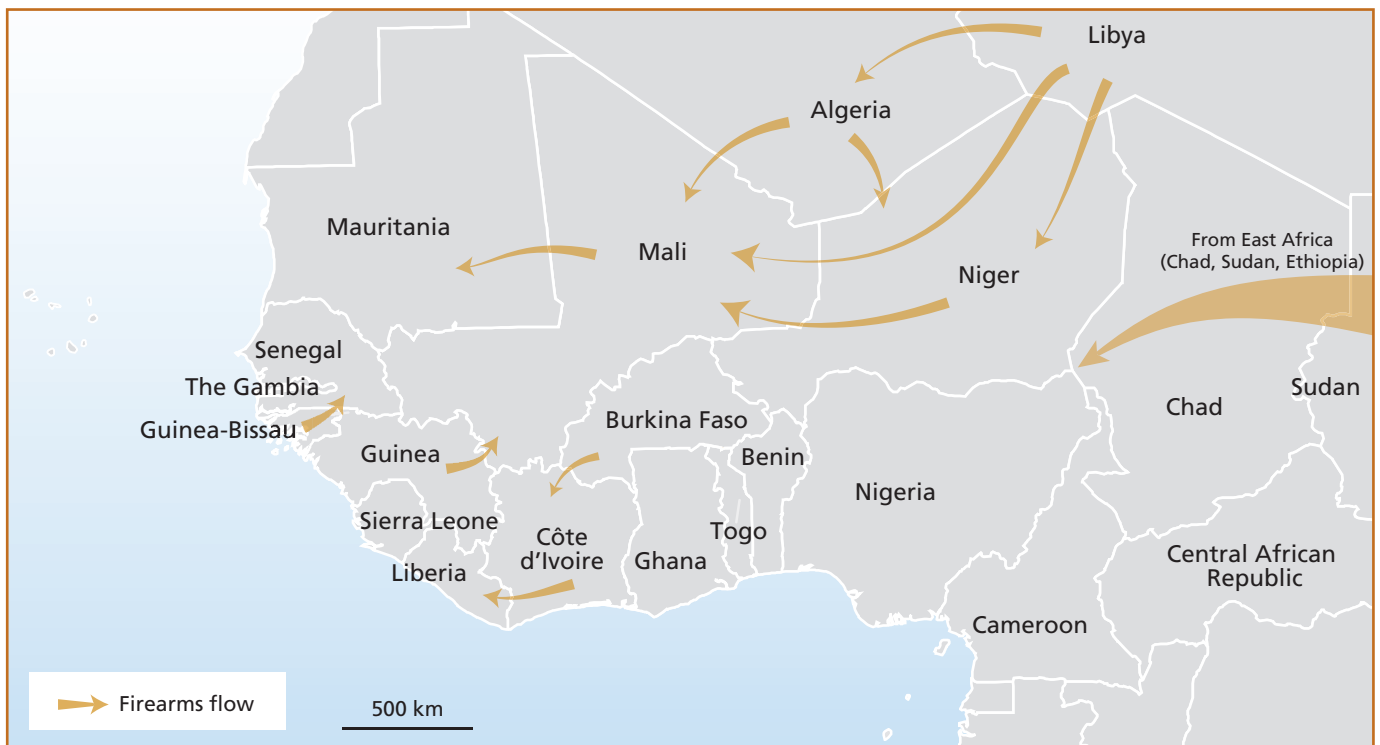 Libya
Algeria
Mauritania
Mali
Niger
From East Africa
(Chad, Sudan, Ethiopia)
Senegal
The Gambia
Guinea-Bissau
Guinea
Burkina Faso
Benin
Chad
Sudan
Nigeria
Sierra Leone
Liberia
Côte
d'Ivoire
Ghana
Togo
Central African
Republic
Cameroon
Firearms flow
500 km